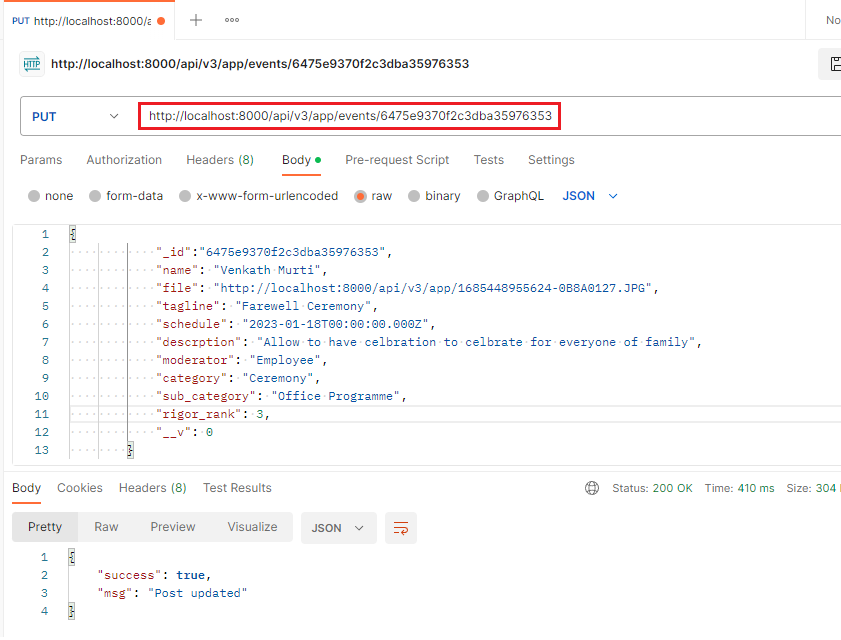 PUT http://localhost:8000/a
No
HTTP http://localhost:8000/api/v3/app/events/6475e9370f2c3dba35976353
PUT http://localhost:8000/api/v3/app/events/6475e9370f2c3dba35976353
Params Authorization Headers (8) Body Pre-request Script Tests Settings
none form-data x-www-form-urlencoded raw binary GraphQL JSON
1 {
2 "_id":"6475e9370f2c3dba35976353",
3 "name": "Venkath Murti",
4 "file": "http://localhost:8000/api/v3/app/1685448955624-0B8A0127.JPG",
5 "tagline": "Farewell Ceremony",
6 "schedule": "2023-01-18T00:00:00.000Z",
7 "descrption": "Allow to have celbration to celbrate for everyone of family",
8 "moderator": "Employee",
9 "category": "Ceremony",
10 "sub_category": "Office Programme",
11 "rigor_rank": 3,
12 "__v": 0
13 }
Body Cookies Headers (8) Test Results Status: 200 OK Time: 410 ms Size: 304
Pretty Raw Preview Visualize JSON
1 {
2 "success": true,
3 "msg": "Post updated"
4 }